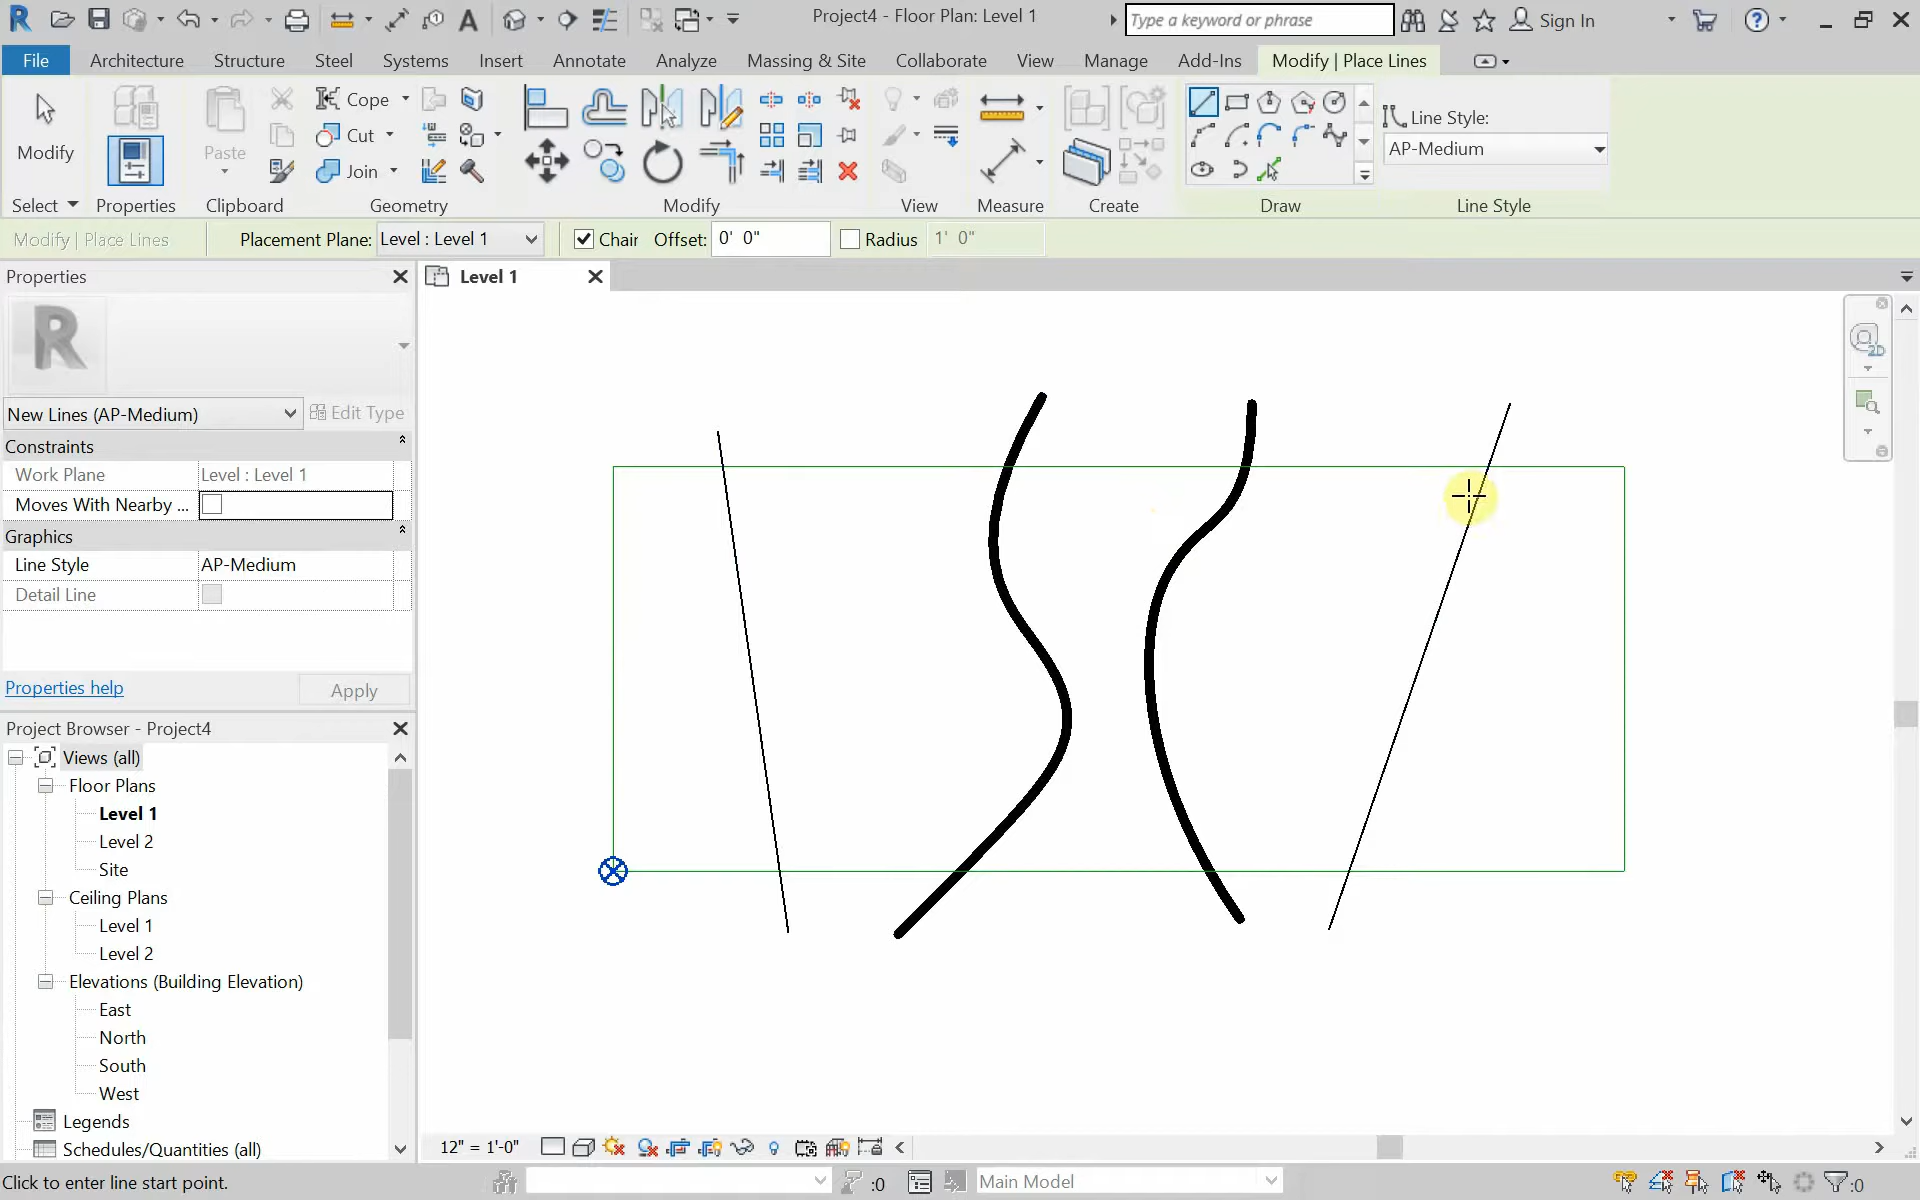 Project4 - Floor Plan: Level 1
Type a keyword or phrase
Sign In
File Architecture Structure Steel Systems Insert Annotate Analyze Massing & Site Collaborate View Manage Add-Ins Modify | Place Lines
Modify
Paste
Cope
Cut
Join
Line Style:
AP-Medium
Select Properties Clipboard Geometry Modify View Measure Create Draw Line Style
Modify | Place Lines Placement Plane: Level : Level 1 Chair Offset: 0' 0" Radius 1' 0"
Properties
Level 1
R
New Lines (AP-Medium) Edit Type
Constraints
Work Plane Level : Level 1
Moves With Nearby ...
Graphics
Line Style AP-Medium
Detail Line
Properties help Apply
Project Browser - Project4
Views (all)
Floor Plans
Level 1
Level 2
Site
Ceiling Plans
Level 1
Level 2
Elevations (Building Elevation)
East
North
South
West
Legends
Schedules/Quantities (all)
2D
12" = 1'-0"
Click to enter line start point. :0 Main Model :0